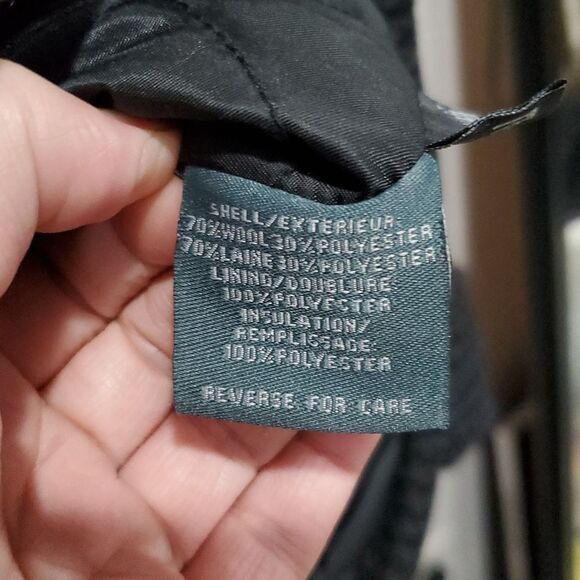 SHELL/EXTERIEUR
70%WOOL 30%POLYESTER
70%LAINE 30%POLYESTER
LINING/DOUBLURE
100%POLYESTER
INSULATION/
REMPLISSAGE
100%POLYESTER
REVERSE FOR CARE